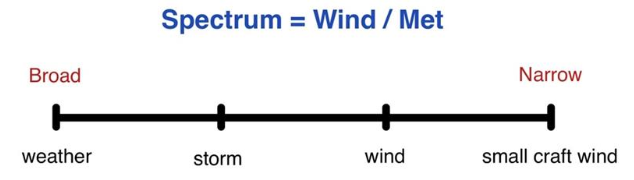 Spectrum = Wind / Met
Broad Narrow
weather storm wind small craft wind